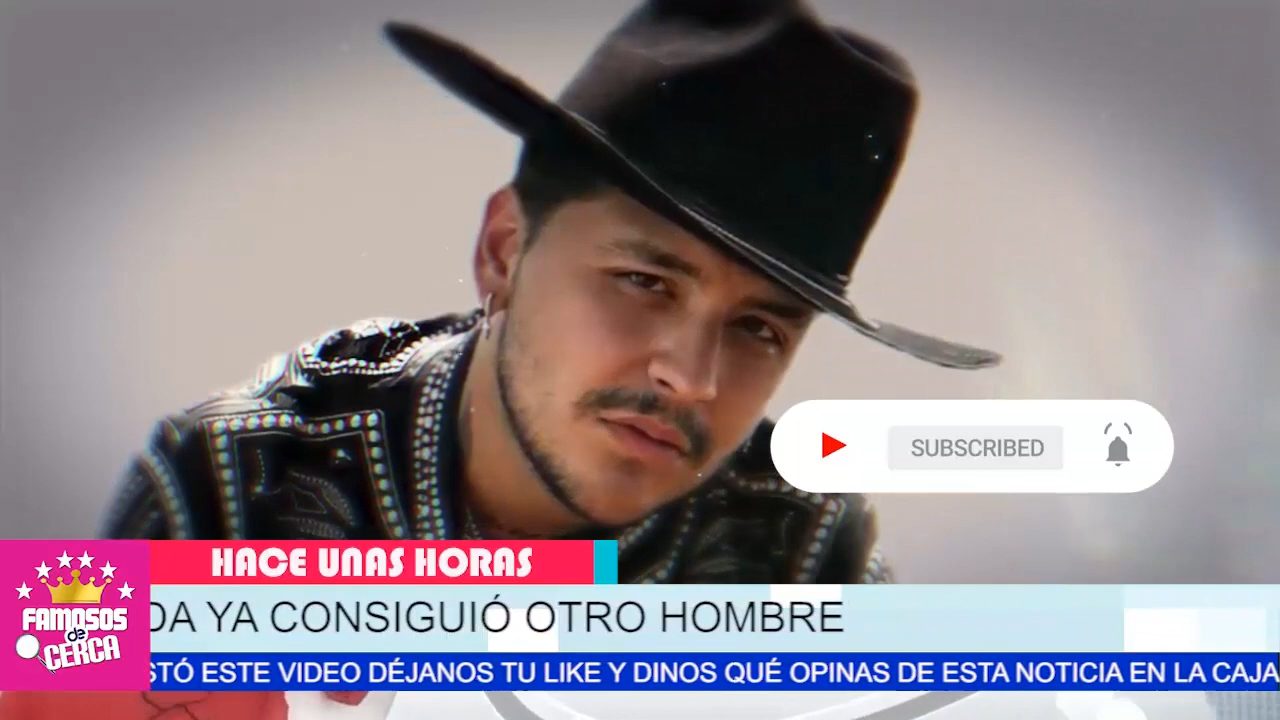 SUBSCRIBED
HACE UNAS HORAS
FAMOSOS
de
CERCA
DA YA CONSIGUIÓ OTRO HOMBRE
STÓ ESTE VIDEO DÉJANOS TU LIKE Y DINOS QUÉ OPINAS DE ESTA NOTICIA EN LA CAJA